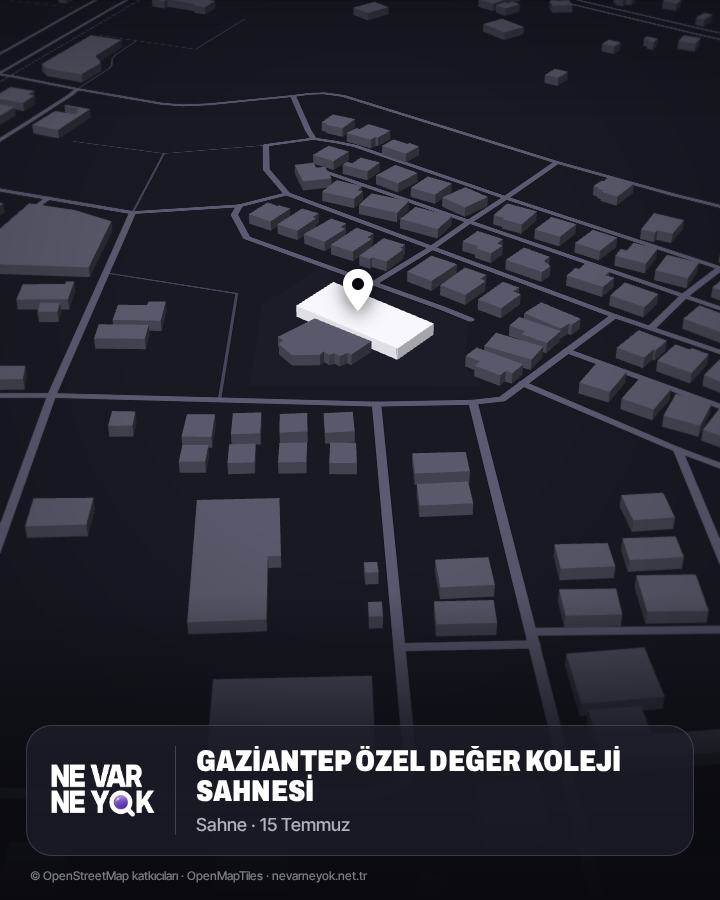 NE VAR
NE YOK
GAZİANTEP ÖZEL DEĞER KOLEJİ
SAHNESİ
Sahne · 15 Temmuz
© OpenStreetMap katkıcıları · OpenMapTiles · nevarneyok.net.tr